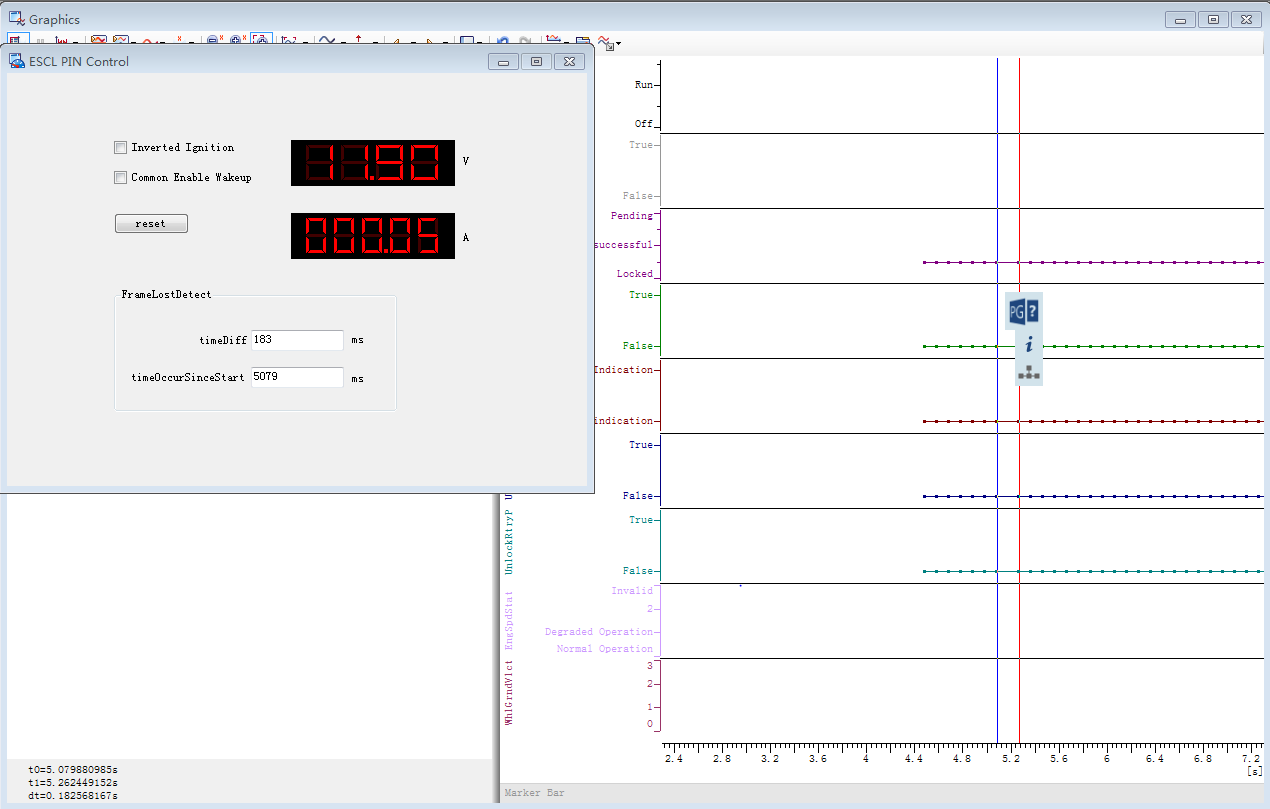 Graphics
ESCL PIN Control
Inverted Ignition
11.90 V
Common Enable Wakeup
reset
000.05 A
FrameLostDetect
timeDiff 183 ms
timeOccurSinceStart 5079 ms
Run
Off
True
False
Pending
successful
Locked
True
False
PG ?
i
Indication
indication
True
False
UnlockRtryP
True
False
EngSpdStat
Invalid
2
Degraded Operation
Normal Operation
WhlGrndVlct
3
2
1
0
2.4 2.8 3.2 3.6 4 4.4 4.8 5.2 5.6 6 6.4 6.8 7.2
[s]
t0=5.079880985s
t1=5.262449152s
dt=0.182568167s
Marker Bar